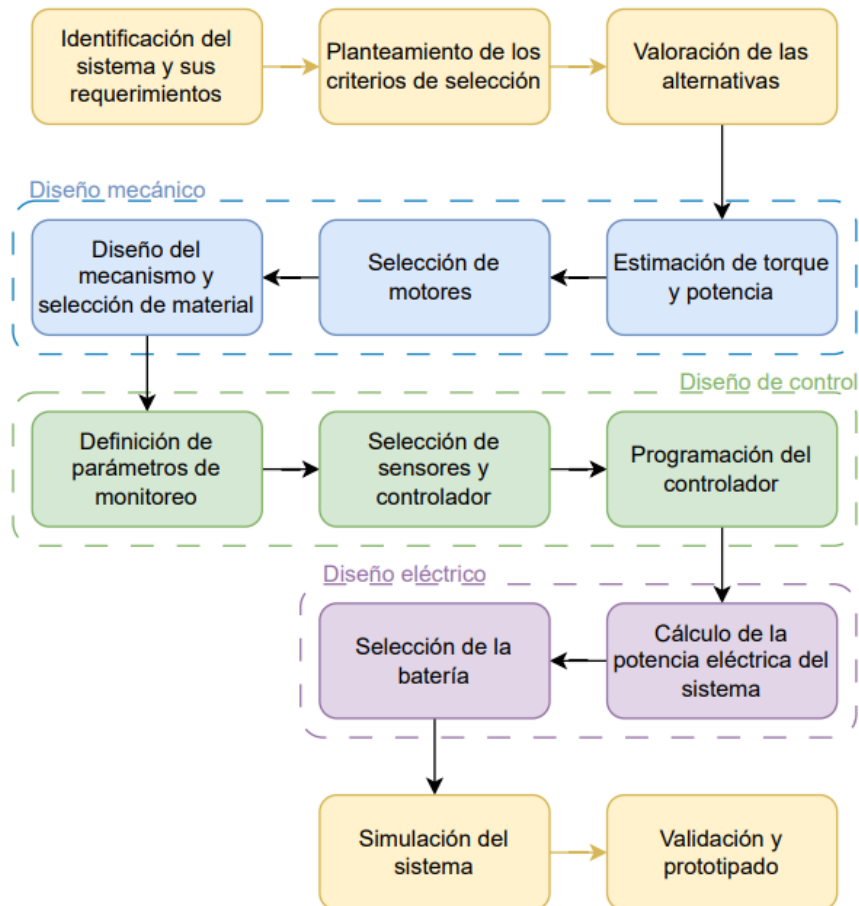 Identificación del
sistema y sus
requerimientos
Planteamiento de los
criterios de selección
Valoración de las
alternativas
Diseño mecánico
Diseño del
mecanismo y
selección de material
Selección de
motores
Estimación de torque
y potencia
Diseño de control
Definición de
parámetros de
monitoreo
Selección de
sensores y
controlador
Programación del
controlador
Diseño eléctrico
Selección de la
batería
Cálculo de la
potencia eléctrica del
sistema
Simulación del
sistema
Validación y
prototipado